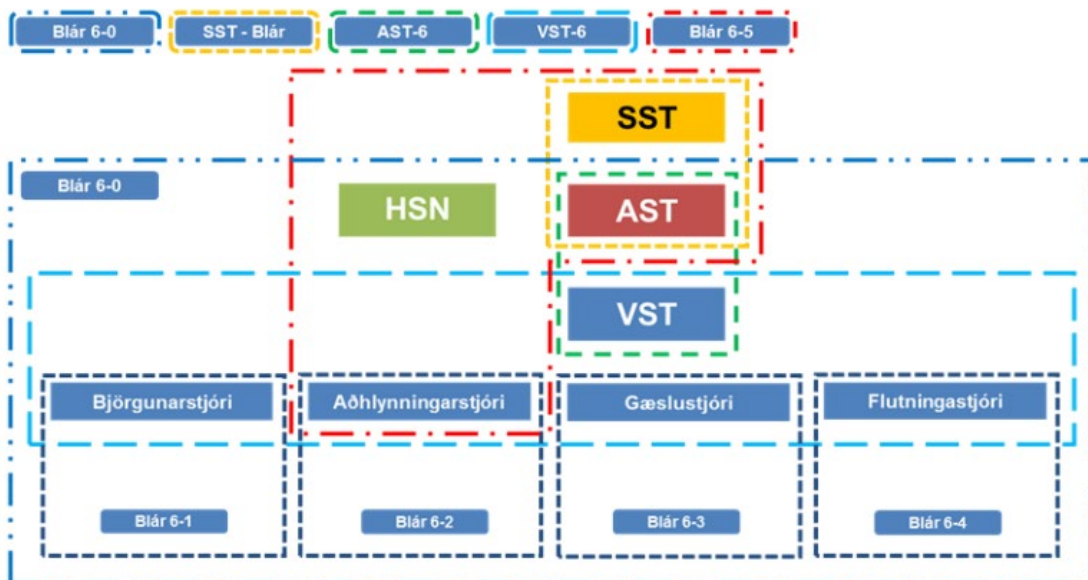 Blár 6-0 SST - Blár AST-6 VST-6 Blár 6-5
SST
Blár 6-0
HSN AST
VST
Björgunarstjóri Aðhlynningarstjóri Gæslustjóri Flutningastjóri
Blár 6-1 Blár 6-2 Blár 6-3 Blár 6-4